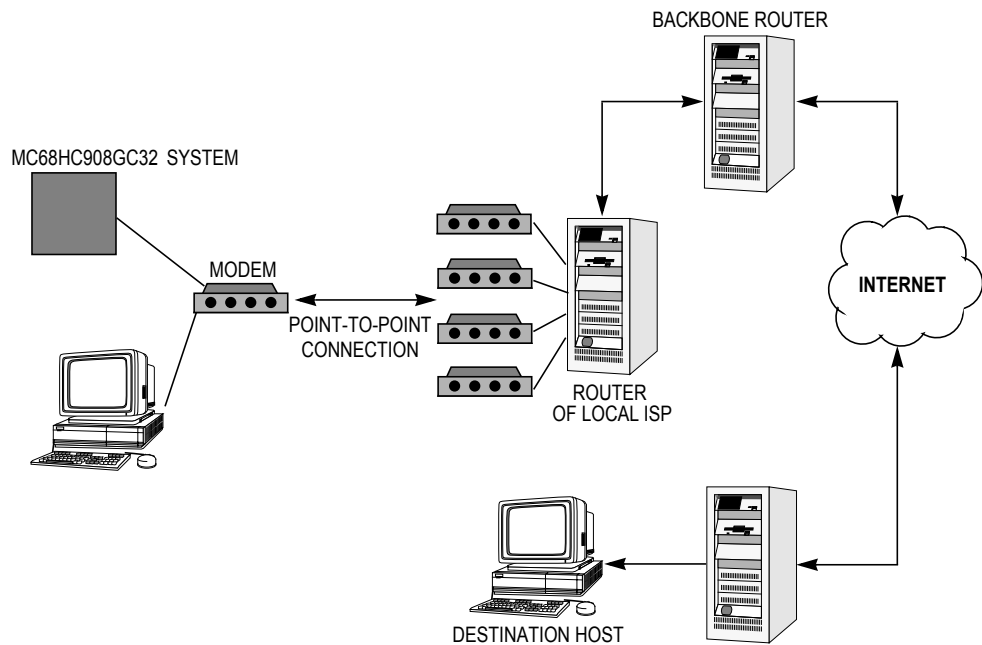 BACKBONE ROUTER
MC68HC908GC32 SYSTEM
MODEM
INTERNET
POINT-TO-POINT
CONNECTION
ROUTER
OF LOCAL ISP
DESTINATION HOST